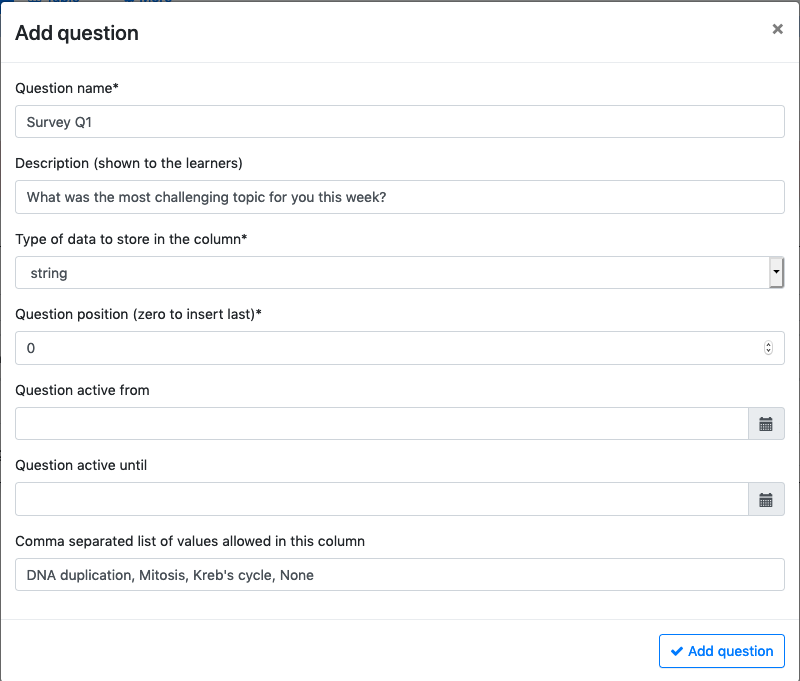 Add question
×
Question name*
Survey Q1
Description (shown to the learners)
What was the most challenging topic for you this week?
Type of data to store in the column*
string
Question position (zero to insert last)*
0
Question active from
Question active until
Comma separated list of values allowed in this column
DNA duplication, Mitosis, Kreb's cycle, None
Add question